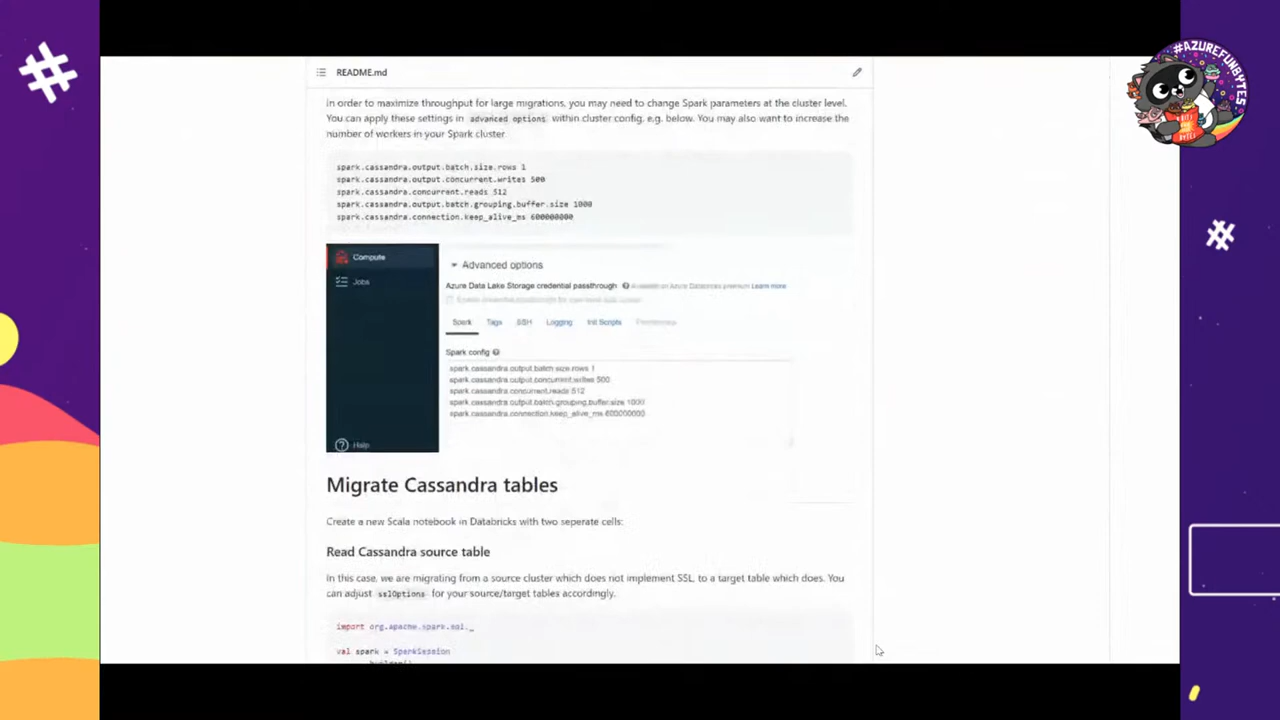 #AZUREFUNBYTES
README.md
In order to maximize throughput for large migrations, you may need to change Spark parameters at the cluster level.
You can apply these settings in advanced options within cluster config, e.g. below. You may also want to increase the
number of workers in your Spark cluster.
spark.cassandra.output.batch.size.rows 1
spark.cassandra.output.concurrent.writes 500
spark.cassandra.concurrent.reads 512
spark.cassandra.output.batch.grouping.buffer.size 1000
spark.cassandra.connection.keep_alive_ms 600000000
Compute
Jobs
Help
Advanced options
Azure Data Lake Storage credential passthrough Available on Azure Databricks premium Learn more
Spark Tags SSH Logging Init Scripts
Spark config
spark.cassandra.output.batch.size.rows 1
spark.cassandra.output.concurrent.writes 500
spark.cassandra.concurrent.reads 512
spark.cassandra.output.batch.grouping.buffer.size 1000
spark.cassandra.connection.keep_alive_ms 600000000
Migrate Cassandra tables
Create a new Scala notebook in Databricks with two seperate cells:
Read Cassandra source table
In this case, we are migrating from a source cluster which does not implement SSL, to a target table which does. You
can adjust sslOptions for your source/target tables accordingly.
import org.apache.spark.sql._
val spark = SparkSession